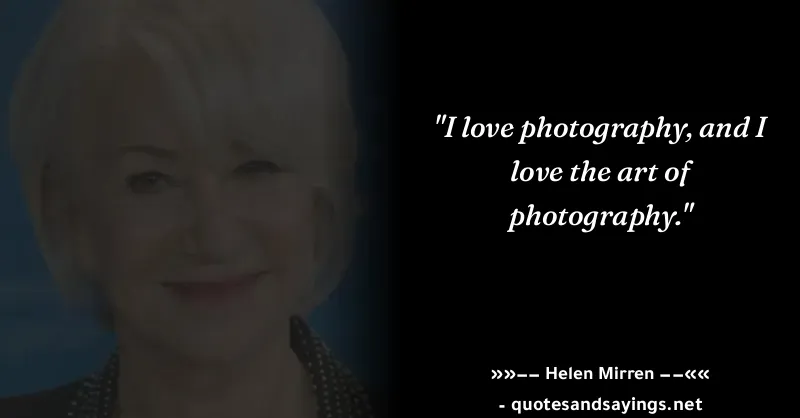 "I love photography, and I
love the art of
photography."
»»–– Helen Mirren ––««
- quotesandsayings.net